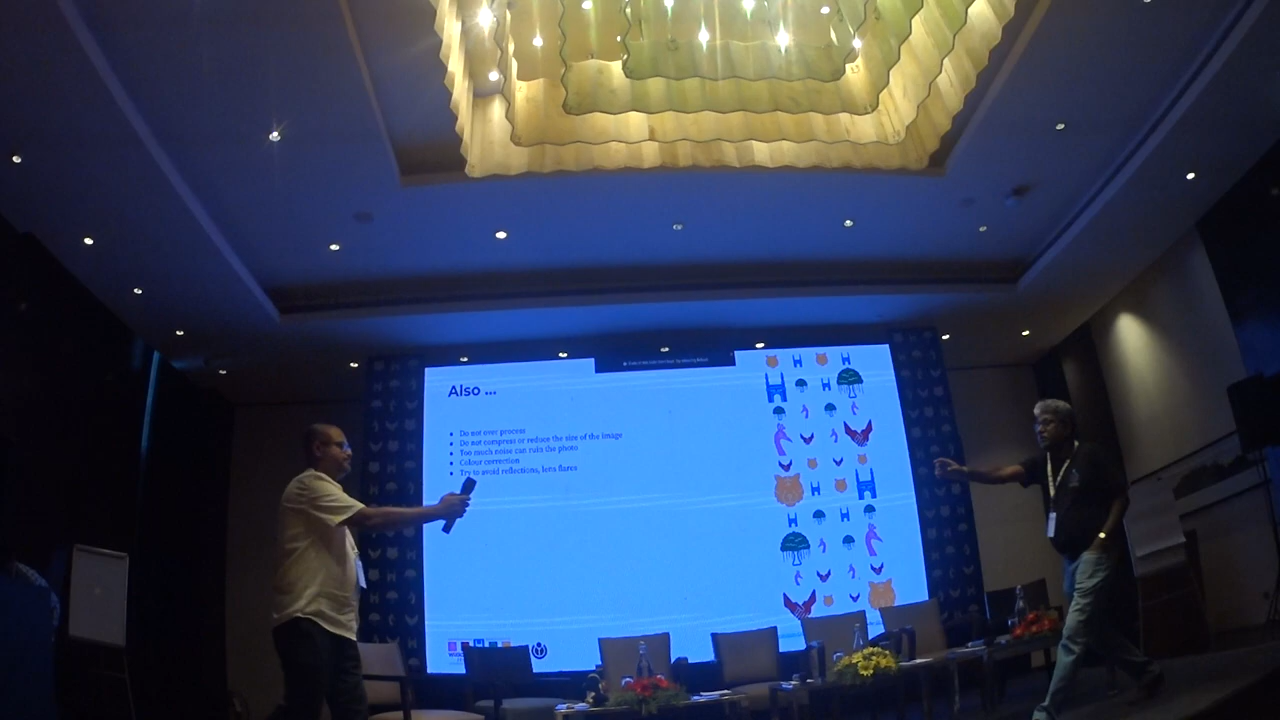 Also ...
• Do not over process
• Do not compress or reduce the size of the image
• Too much noise can ruin the photo
• Colour correction
• Try to avoid reflections, lens flares